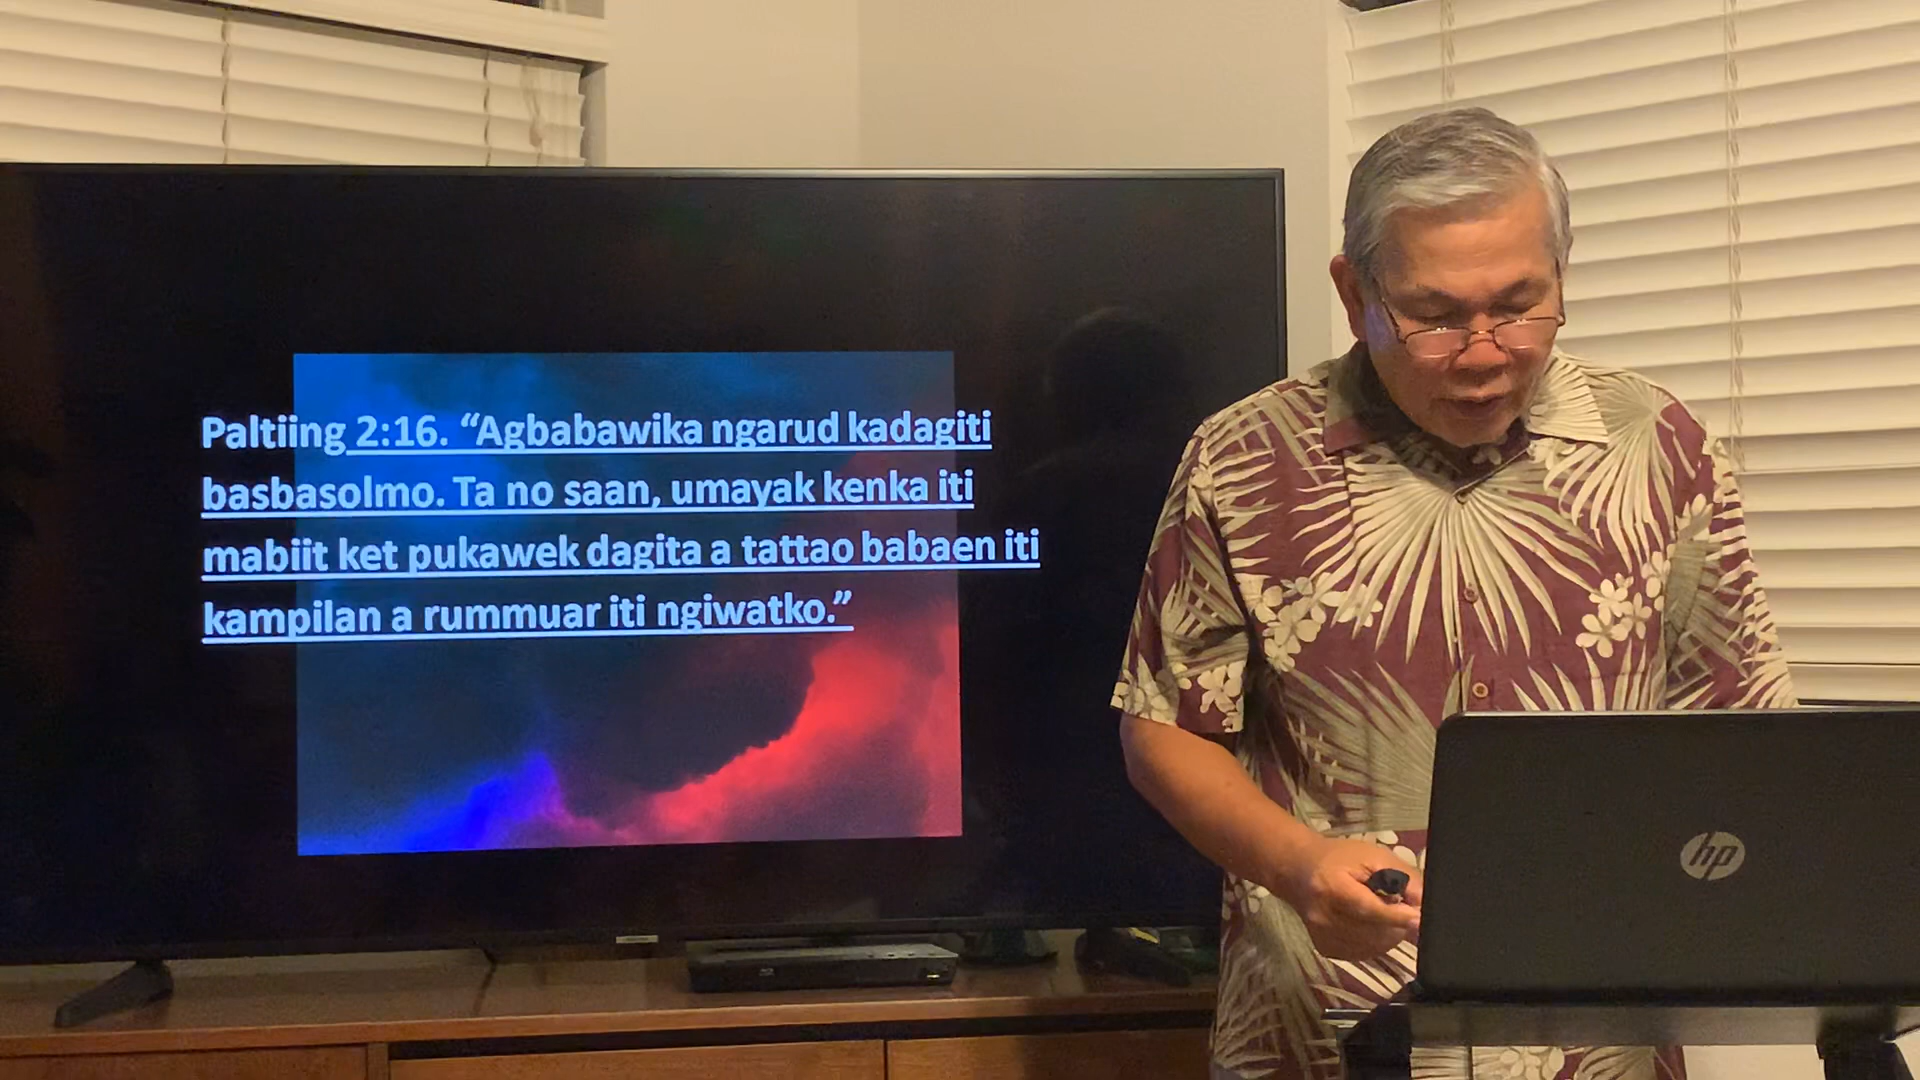 Paltiing 2:16. “Agbabawika ngarud kadagiti
basbasolmo. Ta no saan, umayak kenka iti
mabiit ket pukawek dagita a tattao babaen iti
kampilan a rummuar iti ngiwatko.”
hp